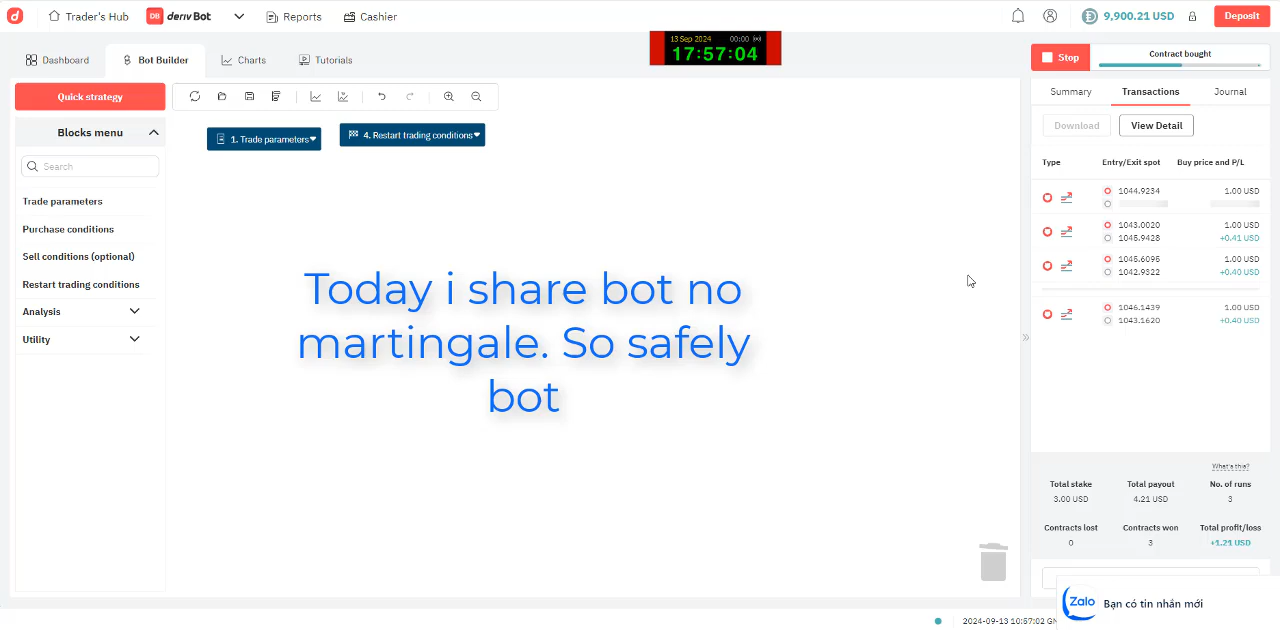 Trader's Hub
DB deriv Bot
Reports
Cashier
9,900.21 USD
Deposit
Dashboard
Bot Builder
Charts
Tutorials
13 Sep 2024 00:00
17:57:04
Stop
Contract bought
Quick strategy
Summary
Transactions
Journal
Blocks menu
1. Trade parameters
4. Restart trading conditions
Download
View Detail
Search
Type
Entry/Exit spot
Buy price and P/L
Trade parameters
1044.9234 1.00 USD
Purchase conditions
1043.0020 1.00 USD
1045.9428 +0.41 USD
Sell conditions (optional)
1045.6095 1.00 USD
1042.9322 +0.40 USD
Restart trading conditions
Analysis
1046.1439 1.00 USD
1043.1620 +0.40 USD
Utility
Today i share bot no
martingale. So safely
bot
What's this?
Total stake Total payout No. of runs
3.00 USD 4.21 USD 3
Contracts lost Contracts won Total profit/loss
0 3 +1.21 USD
Zalo
Bạn có tin nhắn mới
2024-09-13 10:57:02 GM